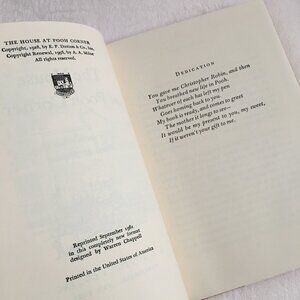 THE HOUSE AT POOH CORNER
Copyright, 1928, by E. P. Dutton & Co., Inc.
Copyright Renewal, 1956, by A. A. Milne
All rights reserved.
Reprinted September 1961
in this completely new format
designed by Warren Chappell
Printed in the United States of America
DEDICATION
You gave me Christopher Robin, and then
You breathed new life in Pooh.
Whatever of each has left my pen
Goes homing back to you.
My book is ready, and comes to greet
The mother it longs to see—
It would be my present to you, my sweet,
If it weren't your gift to me.